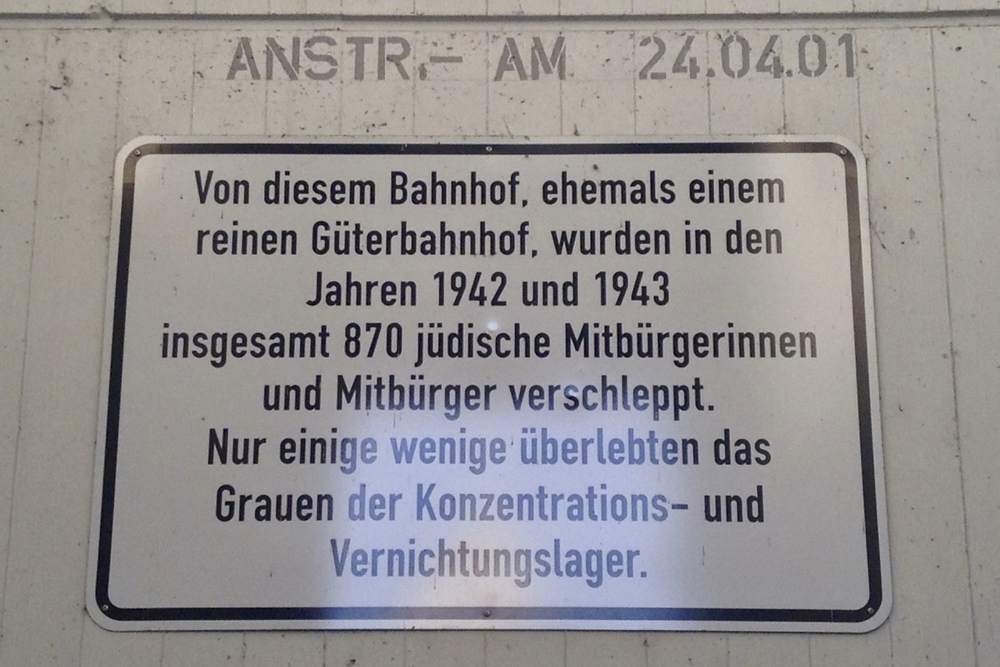 ANSTR.- AM 24.04.01
Von diesem Bahnhof, ehemals einem
reinen Güterbahnhof, wurden in den
Jahren 1942 und 1943
insgesamt 870 jüdische Mitbürgerinnen
und Mitbürger verschleppt.
Nur einige wenige überlebten das
Grauen der Konzentrations- und
Vernichtungslager.